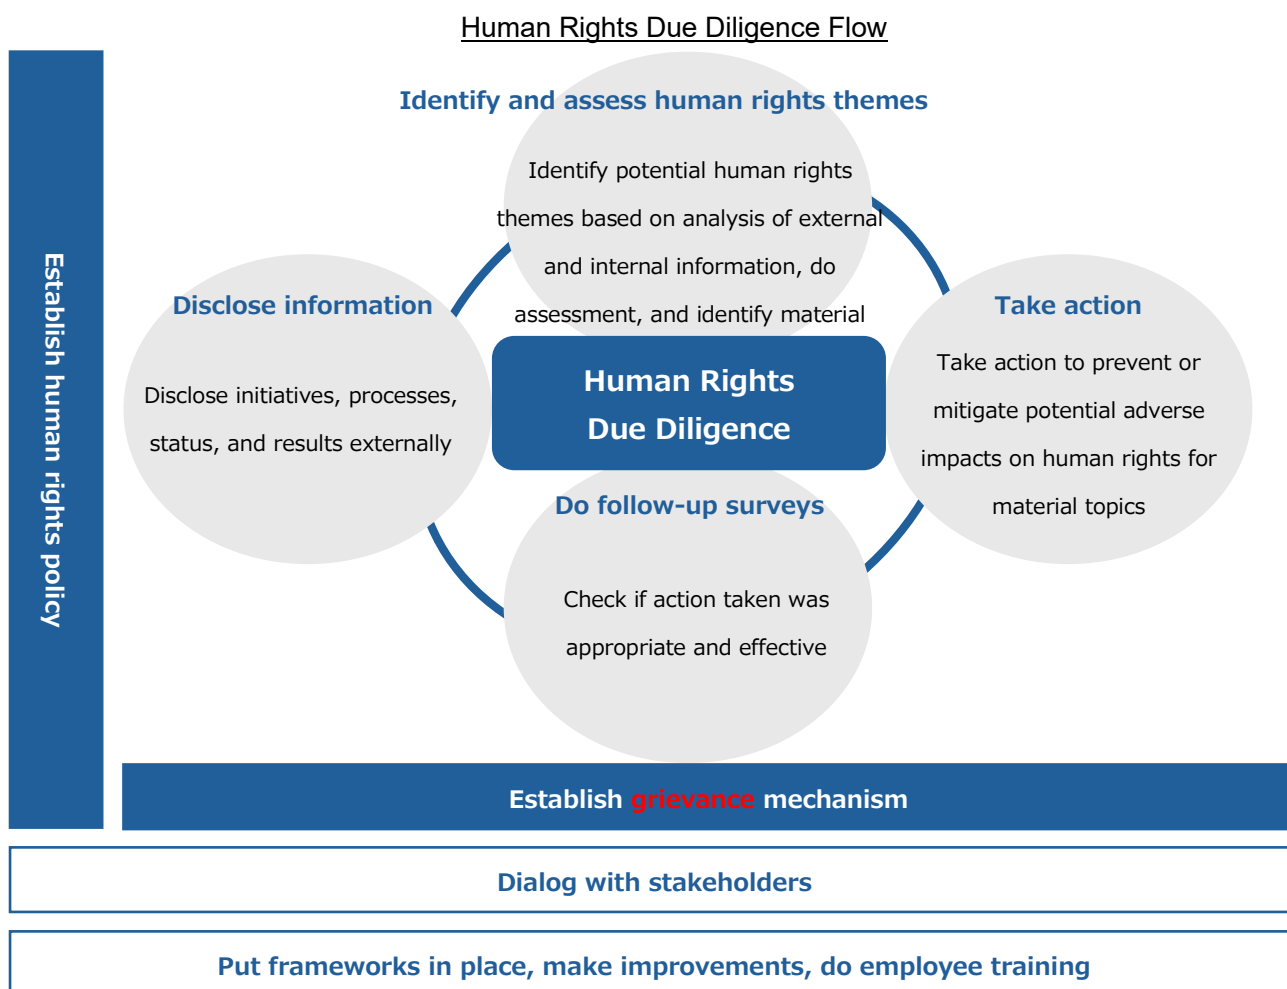 Human Rights Due Diligence Flow
Establish human rights policy
Identify and assess human rights themes
Identify potential human rights
themes based on analysis of external
and internal information, do
assessment, and identify material
Disclose information
Disclose initiatives, processes,
status, and results externally
Human Rights
Due Diligence
Take action
Take action to prevent or
mitigate potential adverse
impacts on human rights for
material topics
Do follow-up surveys
Check if action taken was
appropriate and effective
Establish grievance mechanism
Dialog with stakeholders
Put frameworks in place, make improvements, do employee training